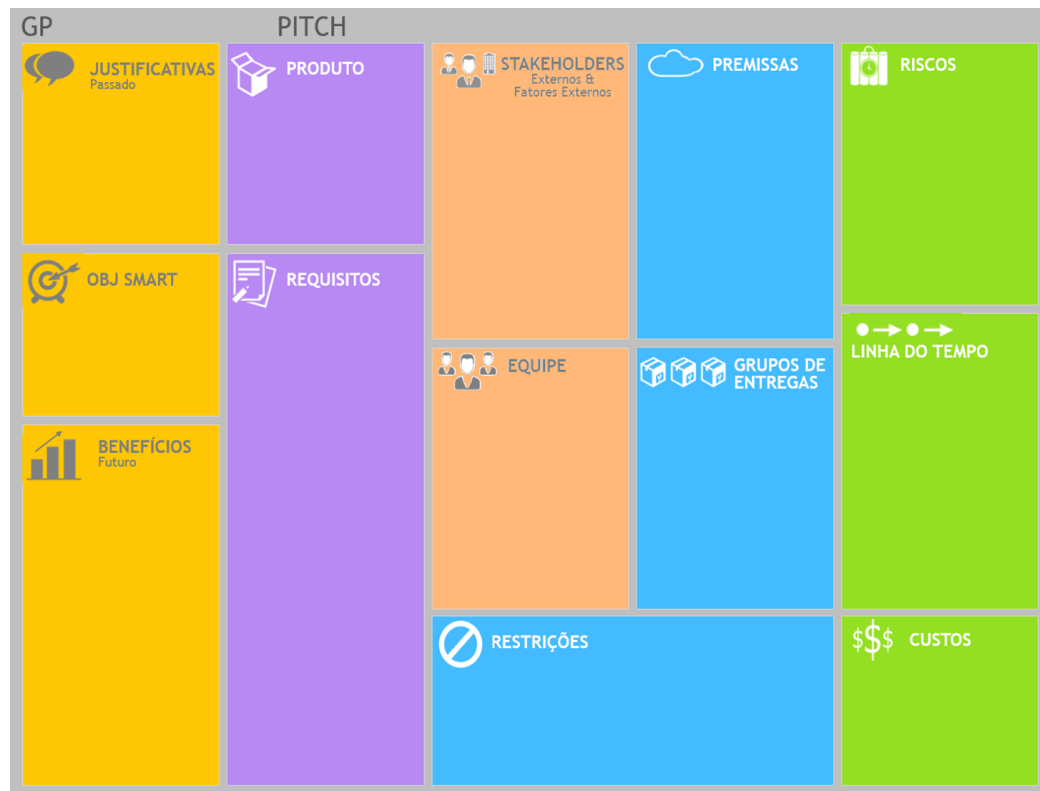 GP
PITCH
JUSTIFICATIVAS
Passado
OBJ SMART
BENEFÍCIOS
Futuro
PRODUTO
REQUISITOS
STAKEHOLDERS
Externos &
Fatores Externos
EQUIPE
PREMISSAS
GRUPOS DE
ENTREGAS
RESTRIÇÕES
RISCOS
LINHA DO TEMPO
$$$ CUSTOS